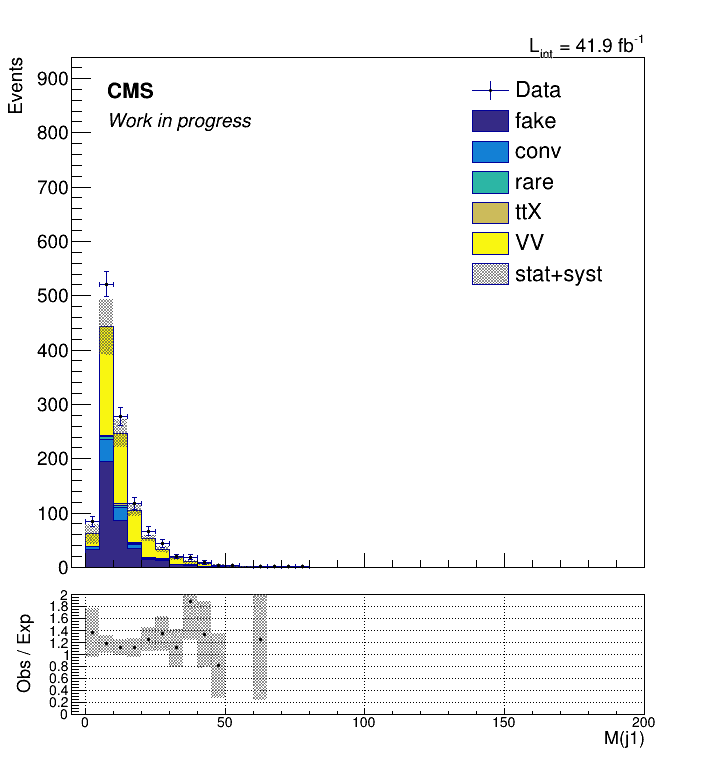 L_int = 41.9 fb^-1
Events
900
800
700
600
500
400
300
200
100
0
CMS
Work in progress
Data
fake
conv
rare
ttX
VV
stat+syst
Obs / Exp
2
1.8
1.6
1.4
1.2
1
0.8
0.6
0.4
0.2
0
0 50 100 150 200
M(j1)